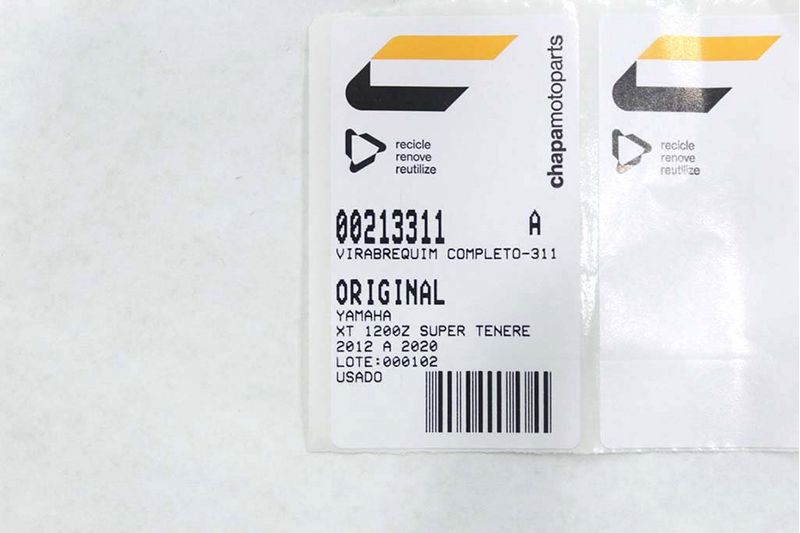 chapamotoparts
recicle
renove
reutilize
00213311 A
VIRABREQUIM COMPLETO-311
ORIGINAL
YAMAHA
XT 1200Z SUPER TENERE
2012 A 2020
LOTE:000102
USADO
recicle
renove
reutilize